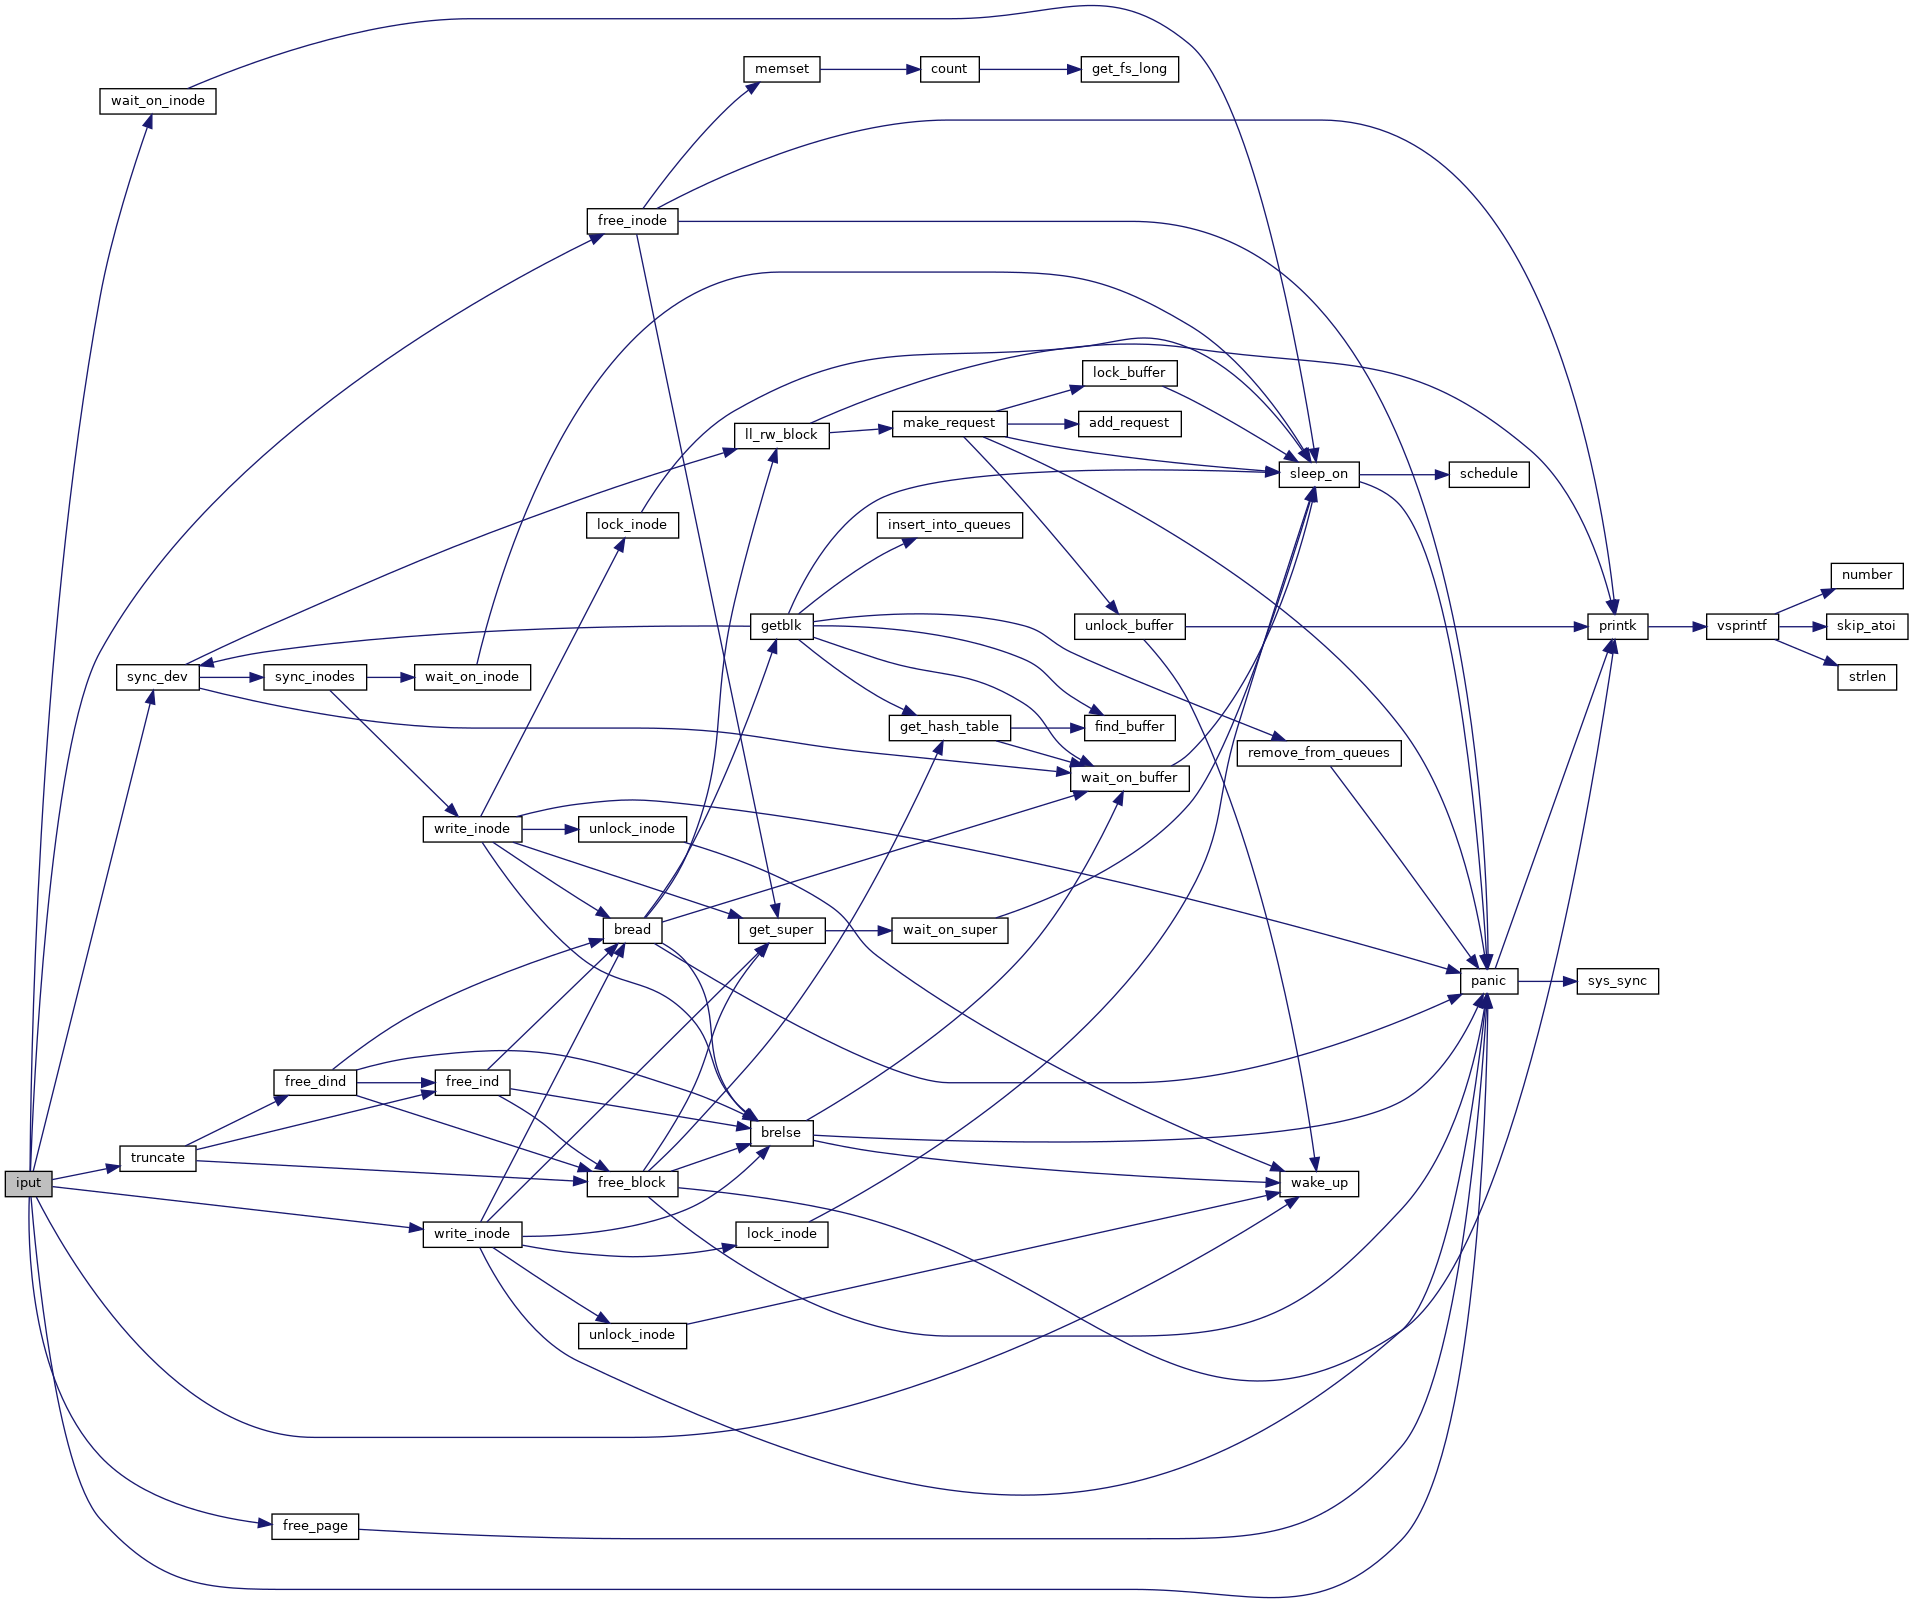 memset
count
get_fs_long
wait_on_inode
free_inode
lock_buffer
make_request
add_request
ll_rw_block
sleep_on
schedule
lock_inode
insert_into_queues
number
getblk
unlock_buffer
printk
vsprintf
skip_atoi
sync_dev
sync_inodes
wait_on_inode
strlen
get_hash_table
find_buffer
remove_from_queues
wait_on_buffer
write_inode
unlock_inode
bread
get_super
wait_on_super
panic
sys_sync
free_dind
free_ind
brelse
truncate
iput
free_block
wake_up
write_inode
lock_inode
unlock_inode
free_page